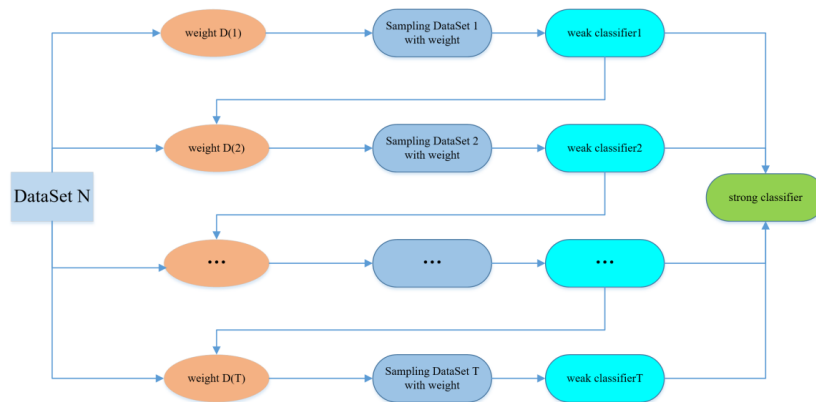 weight D(1)
Sampling DataSet 1
with weight
weak classifier1
weight D(2)
Sampling DataSet 2
with weight
weak classifier2
DataSet N
strong classifier
...
...
...
weight D(T)
Sampling DataSet T
with weight
weak classifierT